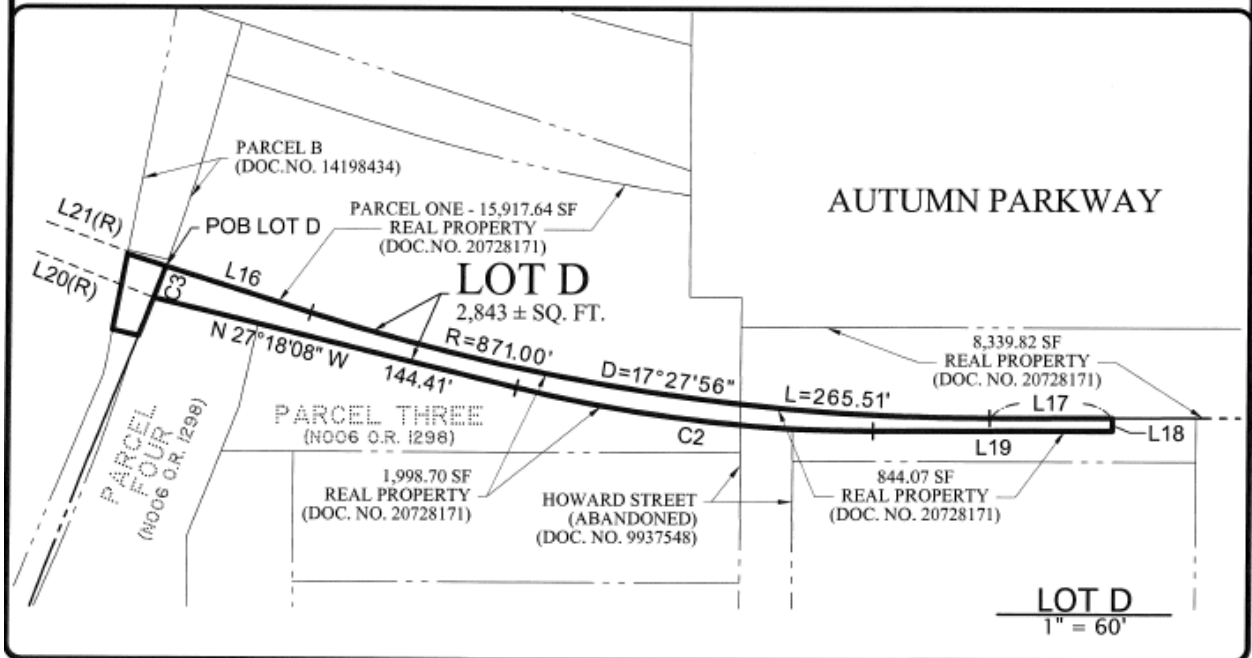 PARCEL B
(DOC.NO. 14198434)
AUTUMN PARKWAY
L21(R)
PARCEL ONE - 15,917.64 SF
REAL PROPERTY
(DOC.NO. 20728171)
POB LOT D
L20(R)
C3
L16
LOT D
2,843 ± SQ. FT.
N 27°18'08" W
144.41'
R=871.00'
D=17°27'56"
L=265.51'
8,339.82 SF
REAL PROPERTY
(DOC. NO. 20728171)
L17
L18
L19
C2
PARCEL THREE
(N006 O.R. 1298)
PARCEL
FOUR
(N006 O.R. 1298)
1,998.70 SF
REAL PROPERTY
(DOC. NO. 20728171)
HOWARD STREET
(ABANDONED)
(DOC. NO. 9937548)
844.07 SF
REAL PROPERTY
(DOC. NO. 20728171)
LOT D
1" = 60'